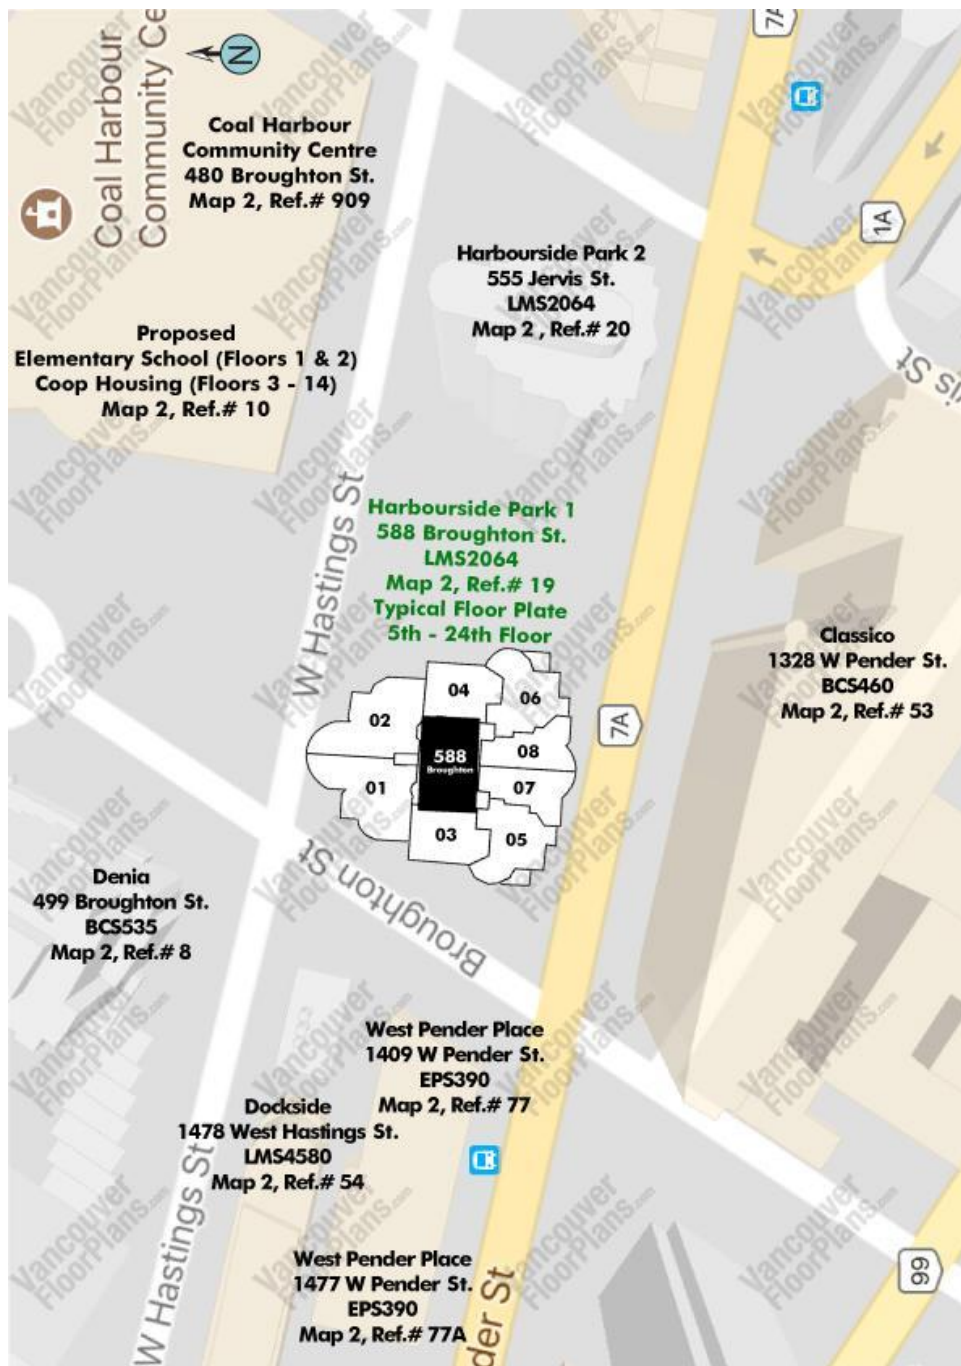 Coal Harbour
Community Ce
N
7A
Coal Harbour
Community Centre
480 Broughton St.
Map 2, Ref.# 909
1A
Harbourside Park 2
555 Jervis St.
LMS2064
Map 2 , Ref.# 20
Proposed
Elementary School (Floors 1 & 2)
Coop Housing (Floors 3 - 14)
Map 2, Ref.# 10
is St
W Hastings St
Harbourside Park 1
588 Broughton St.
LMS2064
Map 2, Ref.# 19
Typical Floor Plate
5th - 24th Floor
Classico
1328 W Pender St.
BCS460
Map 2, Ref.# 53
7A
04
06
02
08
588
Broughton
01
07
03
05
Broughton St
Denia
499 Broughton St.
BCS535
Map 2, Ref.# 8
West Pender Place
1409 W Pender St.
EPS390
Map 2, Ref.# 77
Dockside
1478 West Hastings St.
LMS4580
Map 2, Ref.# 54
W Hastings St
West Pender Place
1477 W Pender St.
EPS390
Map 2, Ref.# 77A
der St
99
Vancouver
FloorPlans.com